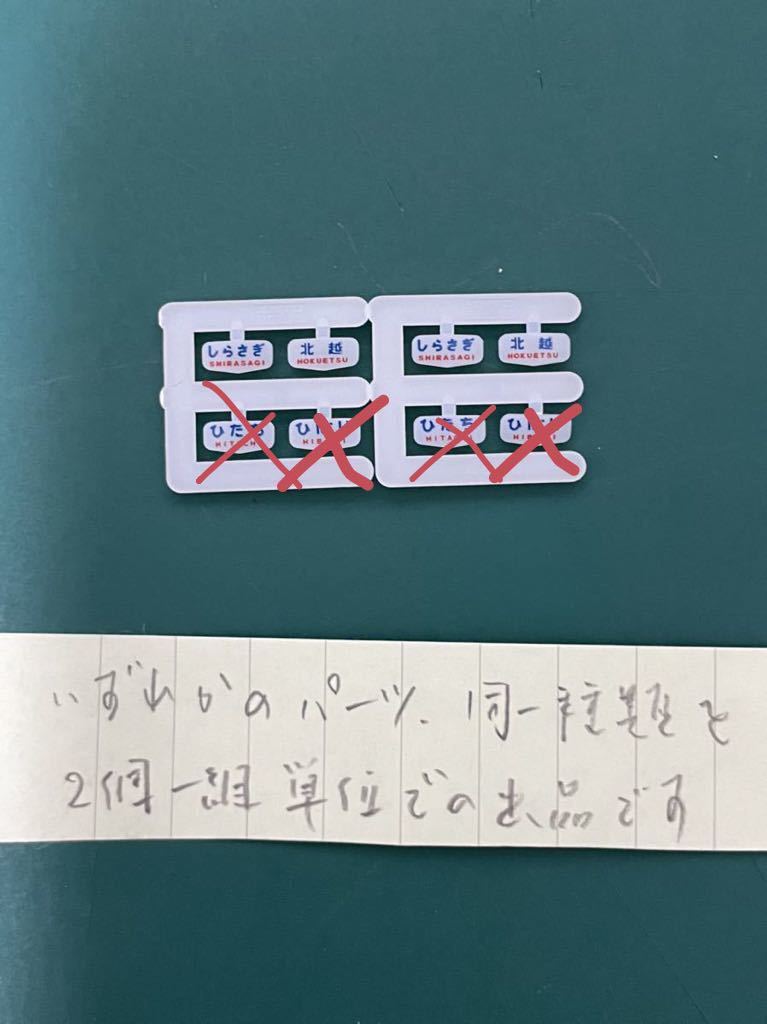 しらさぎ 北越 しらさぎ 北越
SHIRASAGI HOKUETSU SHIRASAGI HOKUETSU
いずれかのパーツ、同一種類を
2個一組単位での出品です